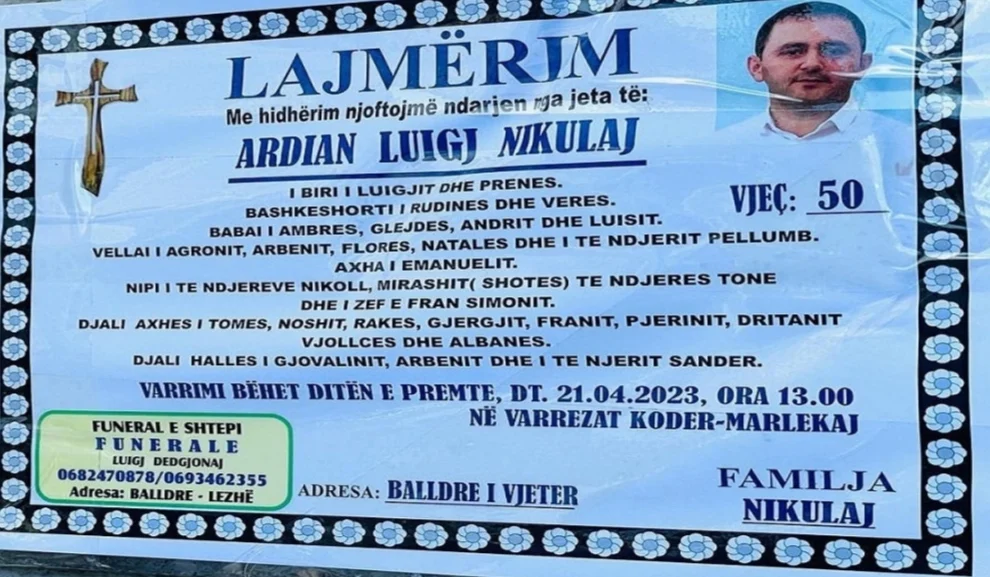 LAJMËRIM
Me hidhërim njoftojmë ndarjen nga jeta të:
ARDIAN LUIGJ NIKULAJ
VJEÇ: 50
I BIRI I LUIGJIT DHE PRENES.
BASHKESHORTI I RUDINES DHE VERES.
BABAI I AMBRES, GLEJDES, ANDRIT DHE LUISIT.
VELLAI I AGRONIT, ARBENIT, FLORES, NATALES DHE I TE NDJERIT PELLUMB.
AXHA I EMANUELIT.
NIPI I TE NDJEREVE NIKOLL, MIRASHIT( SHOTES) TE NDJERES TONE
DHE I ZEF E FRAN SIMONIT.
DJALI AXHES I TOMES, NOSHIT, RAKES, GJERGJIT, FRANIT, PJERINIT, DRITANIT
VJOLLCES DHE ALBANES.
DJALI HALLES I GJOVALINIT, ARBENIT DHE I TE NJERIT SANDER.
VARRIMI BËHET DITËN E PREMTE, DT. 21.04.2023, ORA 13.00
NË VARREZAT KODER-MARLEKAJ
FUNERAL E SHTEPI
FUNERALE
LUIGJ DEDGJONAJ
0682470878/0693462355
Adresa: BALLDRE - LEZHË
ADRESA: BALLDRE I VJETER
FAMILJA
NIKULAJ